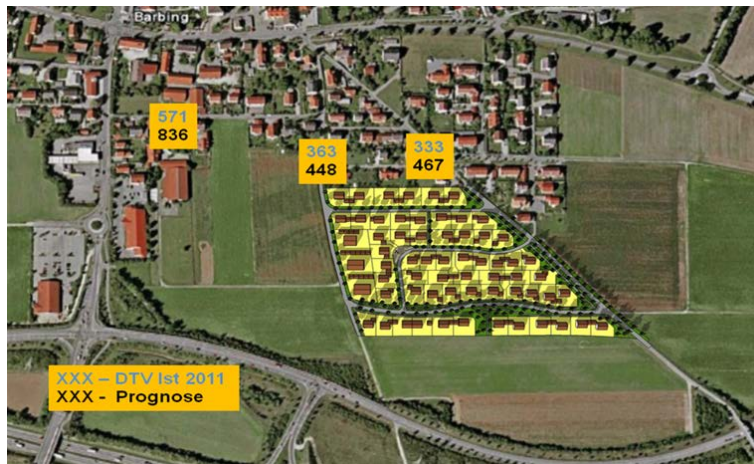 Barbing
571
836
363
448
333
467
XXX – DTV Ist 2011
XXX - Prognose